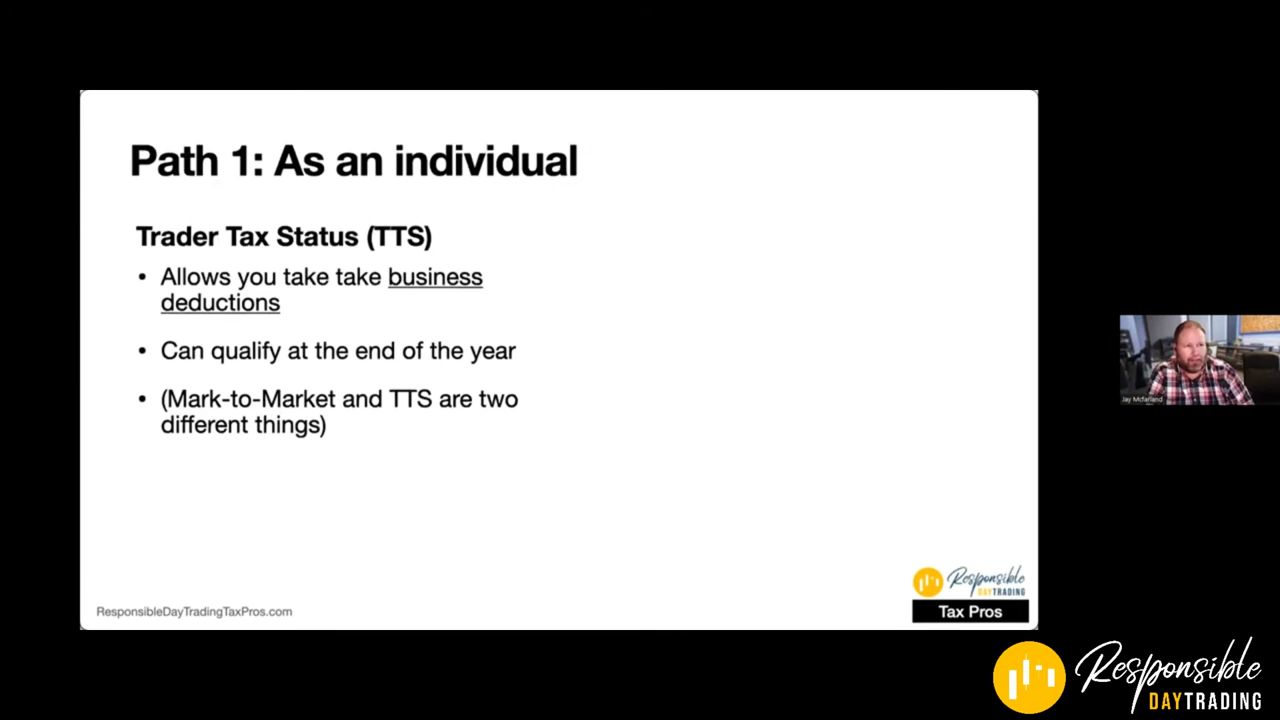 Path 1: As an individual
Trader Tax Status (TTS)
• Allows you take take business
deductions
• Can qualify at the end of the year
• (Mark-to-Market and TTS are two
different things)
ResponsibleDayTradingTaxPros.com
Responsible
DAYTRADING
Tax Pros
Jay Mcfarland
Responsible
DAYTRADING